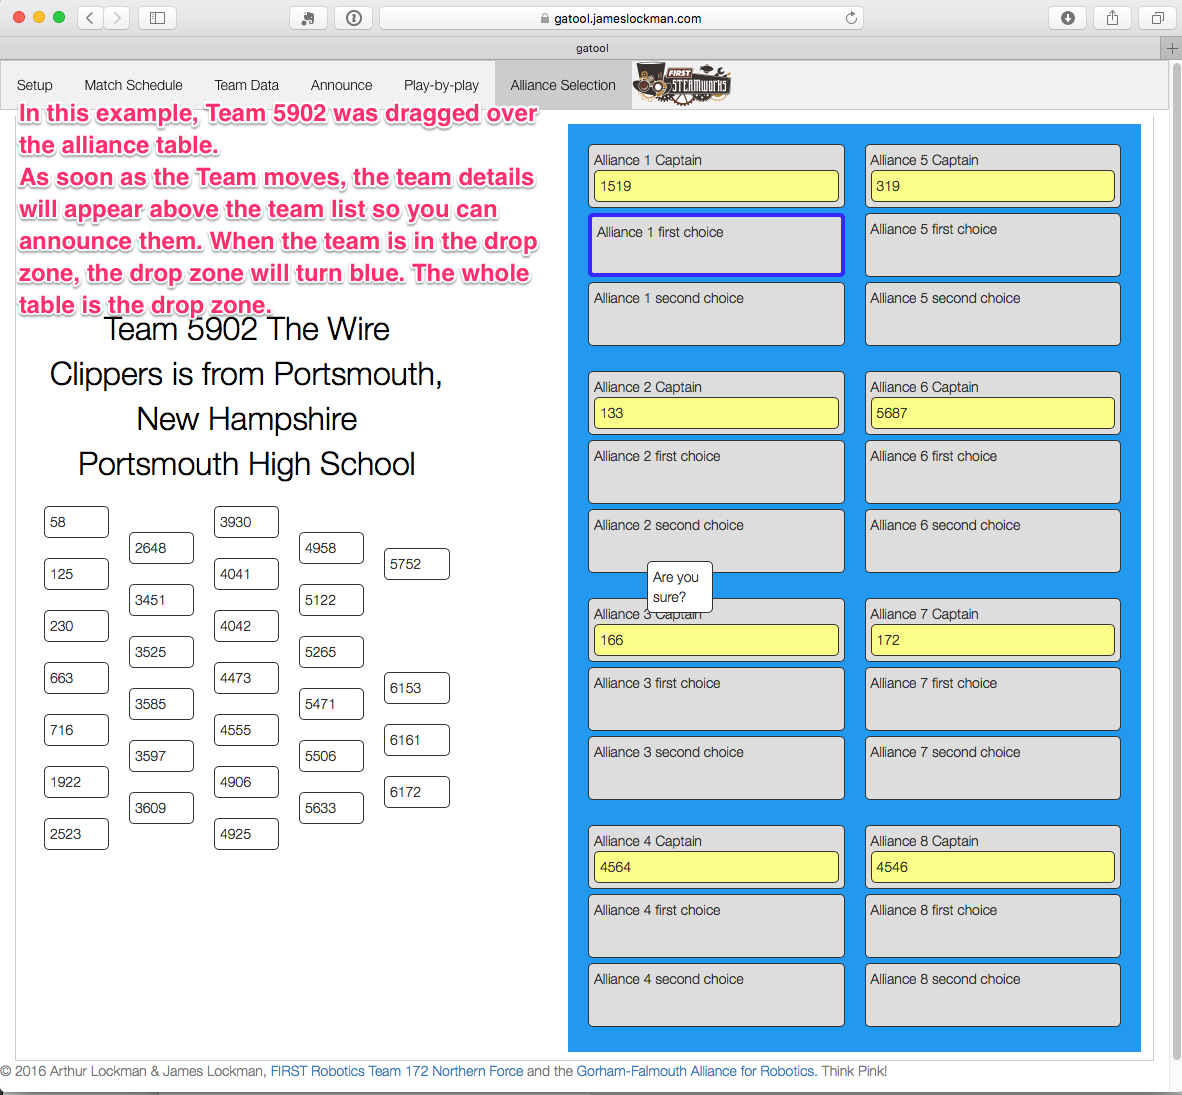 gatool.jameslockman.com
gatool
Setup
Match Schedule
Team Data
Announce
Play-by-play
Alliance Selection
FIRST
STEAMWORKS
In this example, Team 5902 was dragged over
the alliance table.
As soon as the Team moves, the team details
will appear above the team list so you can
announce them. When the team is in the drop
zone, the drop zone will turn blue. The whole
table is the drop zone.
Team 5902 The Wire
Clippers is from Portsmouth,
New Hampshire
Portsmouth High School
58
125
230
663
716
1922
2523
2648
3451
3525
3585
3597
3609
3930
4041
4042
4473
4555
4906
4925
4958
5122
5265
5471
5506
5633
5752
6153
6161
6172
Alliance 1 Captain
1519
Alliance 1 first choice
Alliance 1 second choice
Alliance 2 Captain
133
Alliance 2 first choice
Alliance 2 second choice
Are you
sure?
Alliance 3 Captain
166
Alliance 3 first choice
Alliance 3 second choice
Alliance 4 Captain
4564
Alliance 4 first choice
Alliance 4 second choice
Alliance 5 Captain
319
Alliance 5 first choice
Alliance 5 second choice
Alliance 6 Captain
5687
Alliance 6 first choice
Alliance 6 second choice
Alliance 7 Captain
172
Alliance 7 first choice
Alliance 7 second choice
Alliance 8 Captain
4546
Alliance 8 first choice
Alliance 8 second choice
© 2016 Arthur Lockman & James Lockman, FIRST Robotics Team 172 Northern Force and the Gorham-Falmouth Alliance for Robotics. Think Pink!